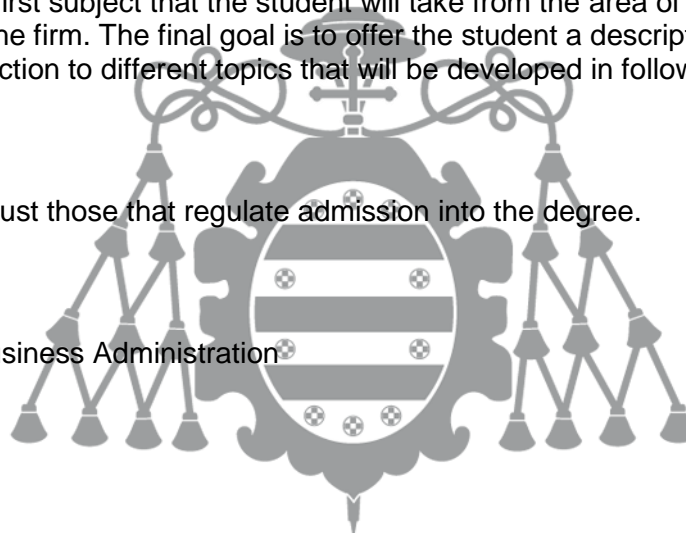 first subject that the student will take from the area of
he firm. The final goal is to offer the student a descript
ction to different topics that will be developed in follow
ust those that regulate admission into the degree.
usiness Administration